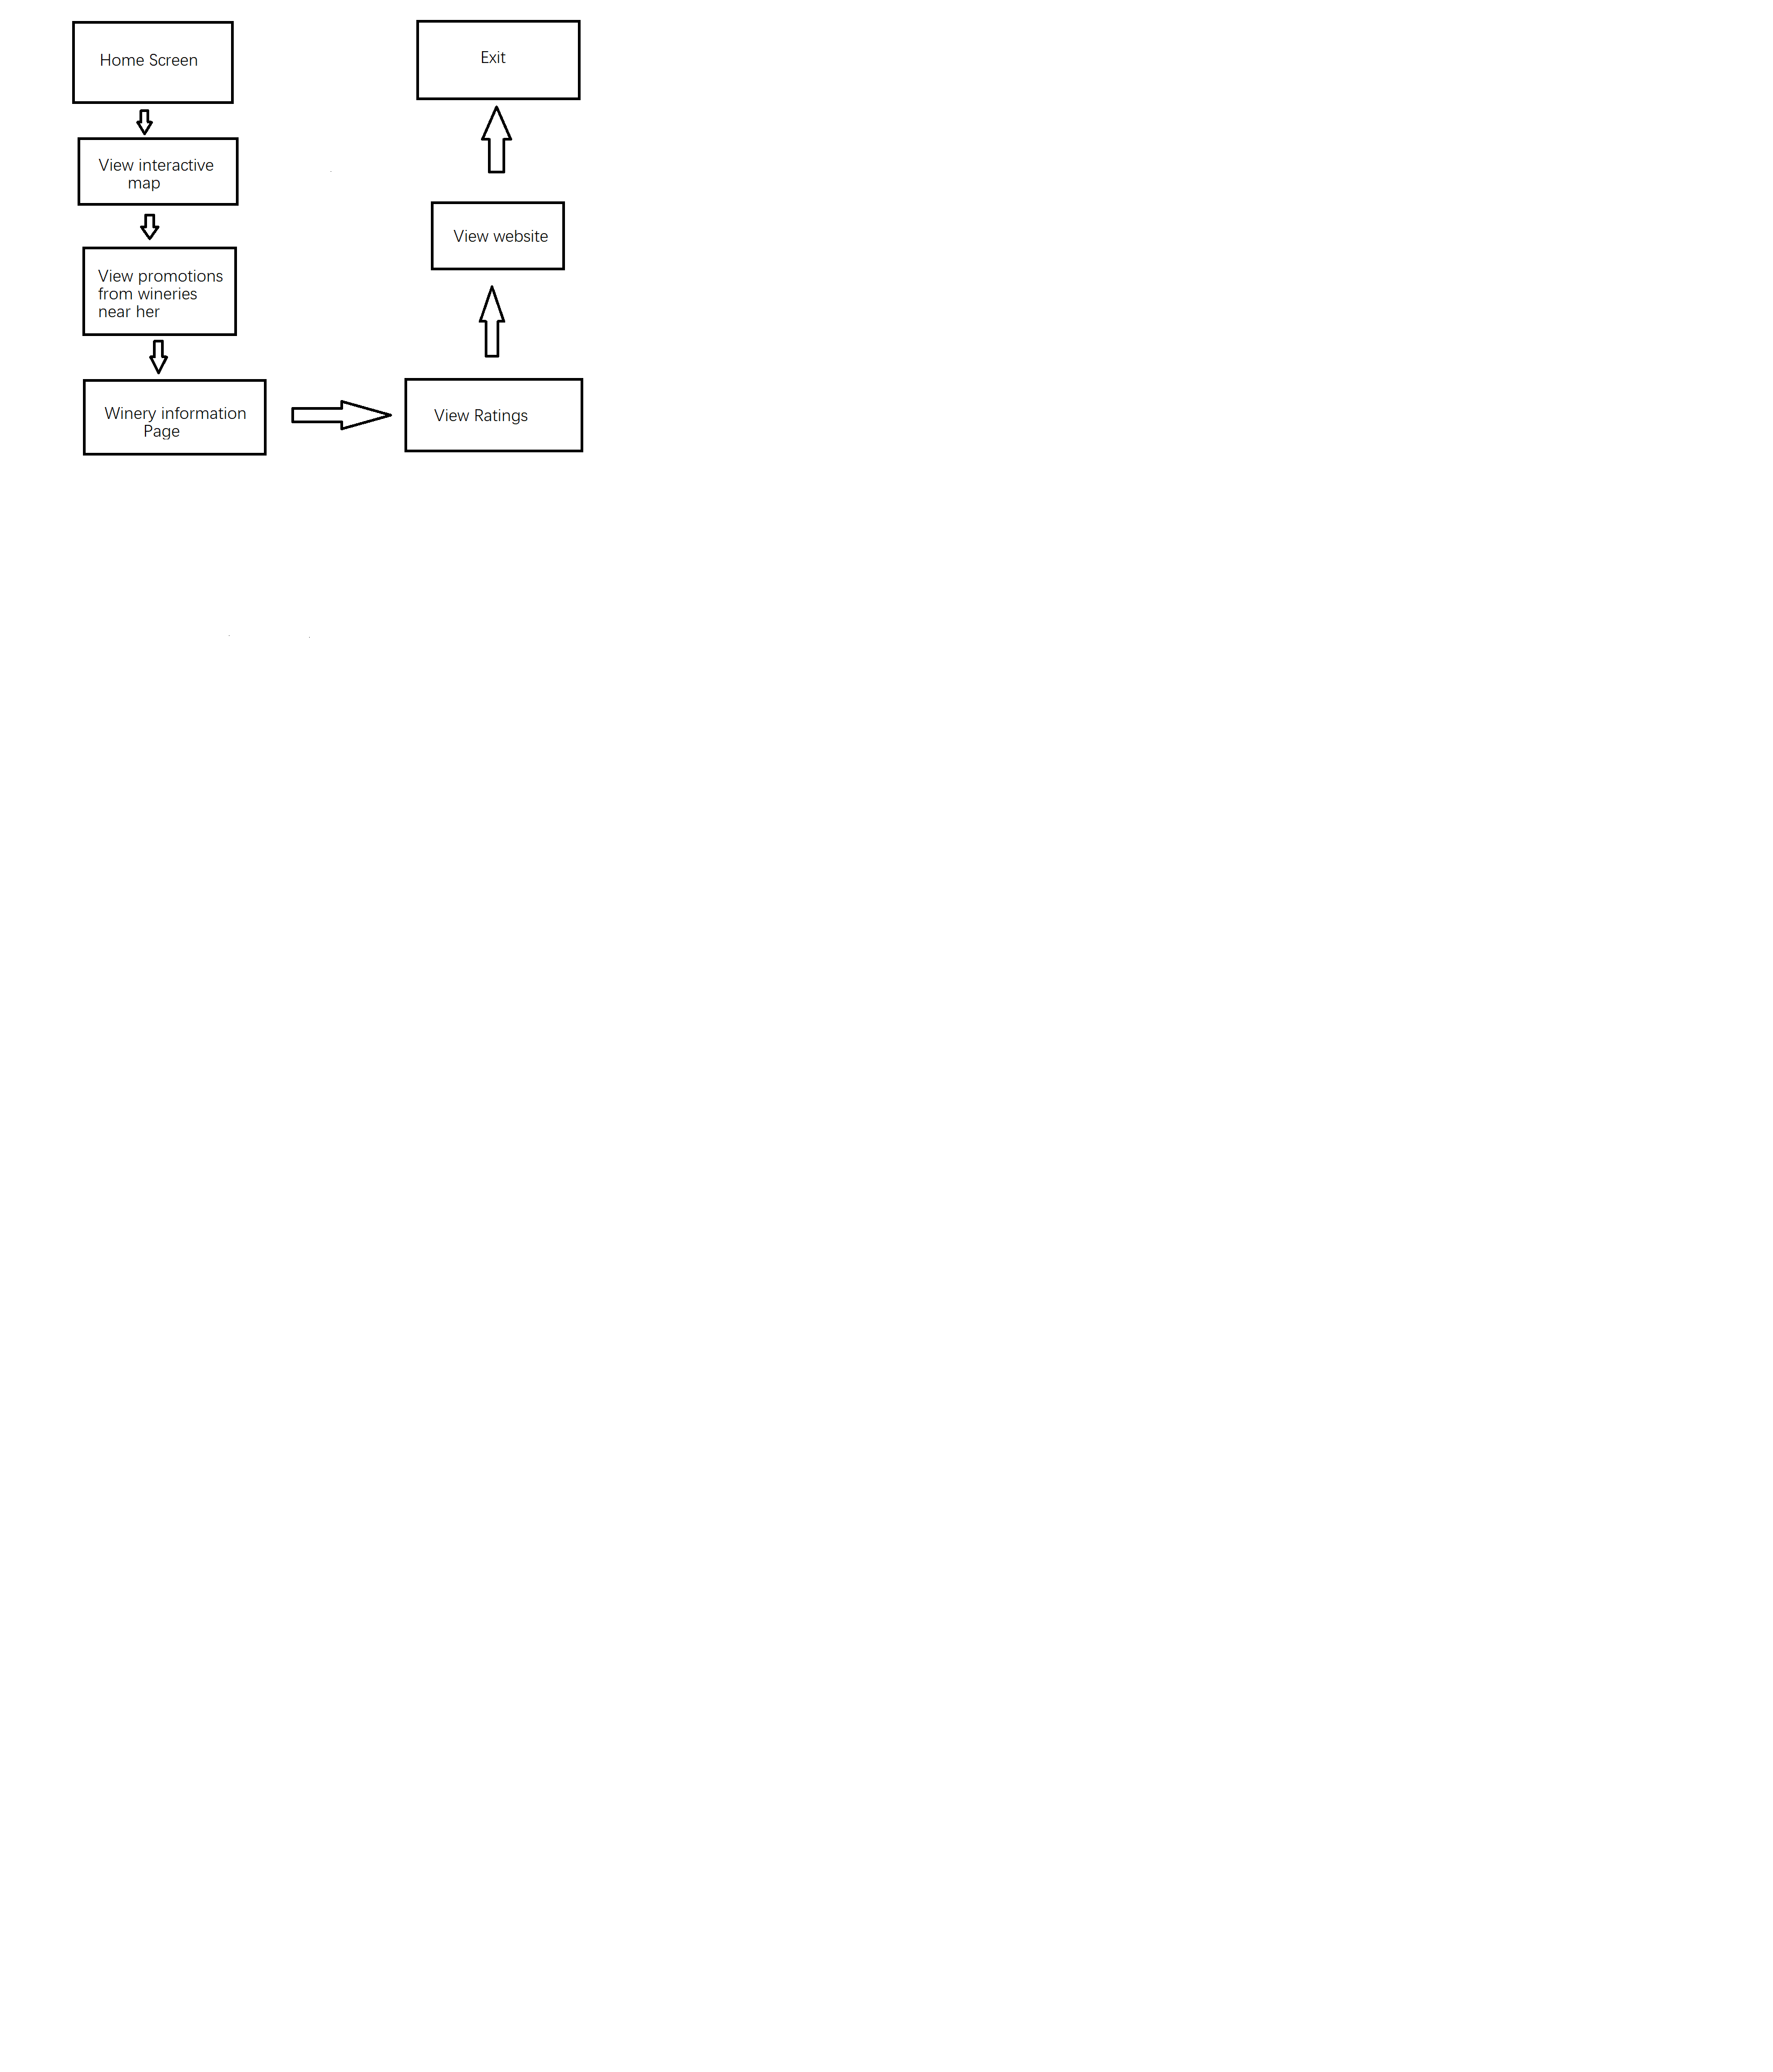 Home Screen
View interactive
map
View promotions
from wineries
near her
Winery information
Page
View Ratings
View website
Exit